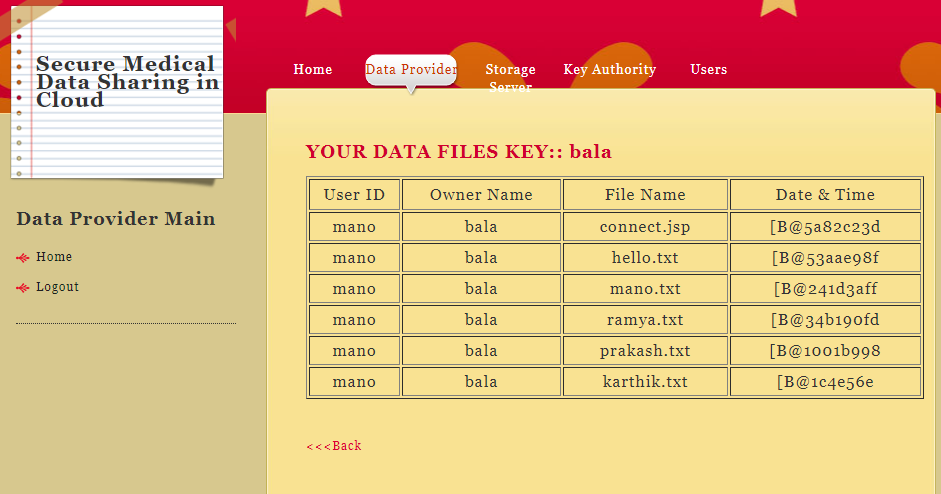 Secure Medical
Data Sharing in
Cloud
Home Data Provider Storage Server Key Authority Users
Data Provider Main
Home
Logout
YOUR DATA FILES KEY:: bala
User ID Owner Name File Name Date & Time
mano bala connect.jsp [B@5a82c23d
mano bala hello.txt [B@53aae98f
mano bala mano.txt [B@241d3aff
mano bala ramya.txt [B@34b190fd
mano bala prakash.txt [B@1001b998
mano bala karthik.txt [B@1c4e56e
<<<Back